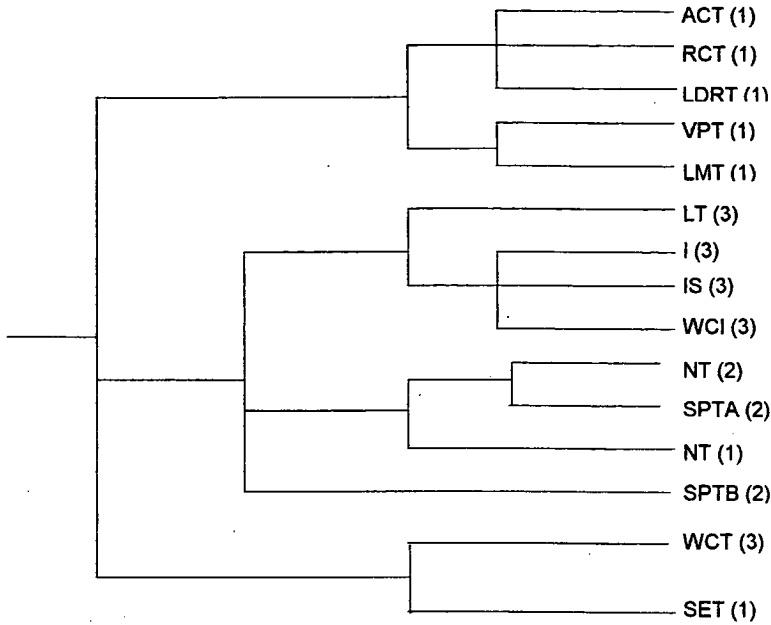 ACT (1)
RCT (1)
LDRT (1)
VPT (1)
LMT (1)
LT (3)
I (3)
IS (3)
WCI (3)
NT (2)
SPTA (2)
NT (1)
SPTB (2)
WCT (3)
SET (1)